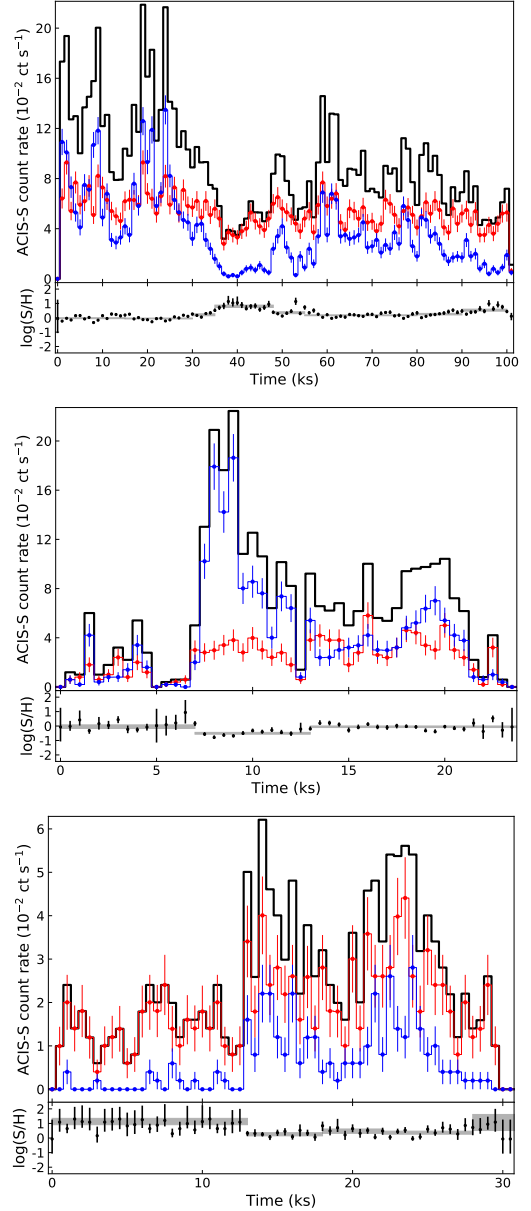 20
16
12
8
4
0
ACIS-S count rate (10⁻² ct s⁻¹)
2
1
0
-2
log(S/H)
0 10 20 30 40 50 60 70 80 90 100
Time (ks)
20
16
12
8
4
0
ACIS-S count rate (10⁻² ct s⁻¹)
2
1
0
-1
-2
log(S/H)
0 5 10 15 20
Time (ks)
6
5
4
3
2
1
0
ACIS-S count rate (10⁻² ct s⁻¹)
2
1
0
-1
-2
log(S/H)
0 10 20 30
Time (ks)